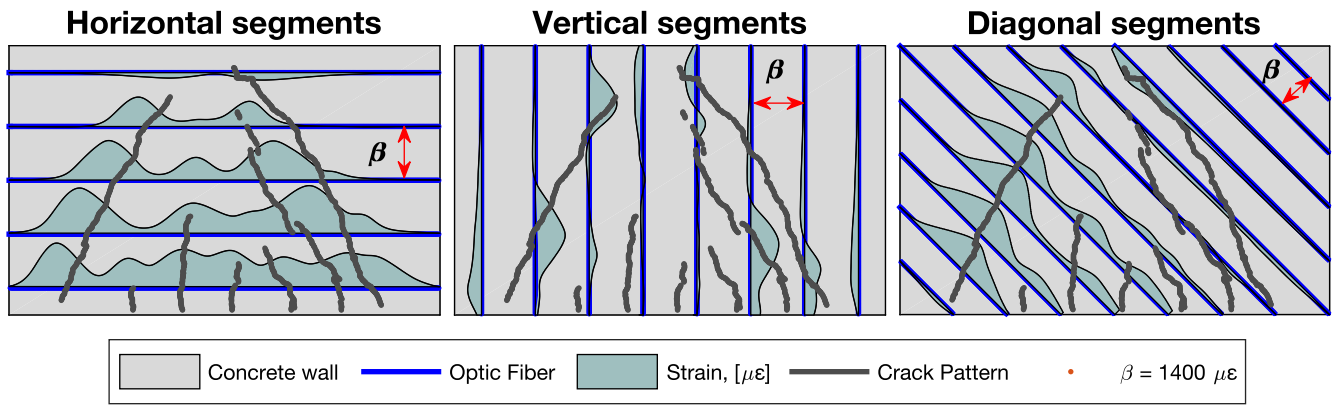 Horizontal segments
Vertical segments
Diagonal segments
β
β
β
Concrete wall
Optic Fiber
Strain, [με]
Crack Pattern
β = 1400 με